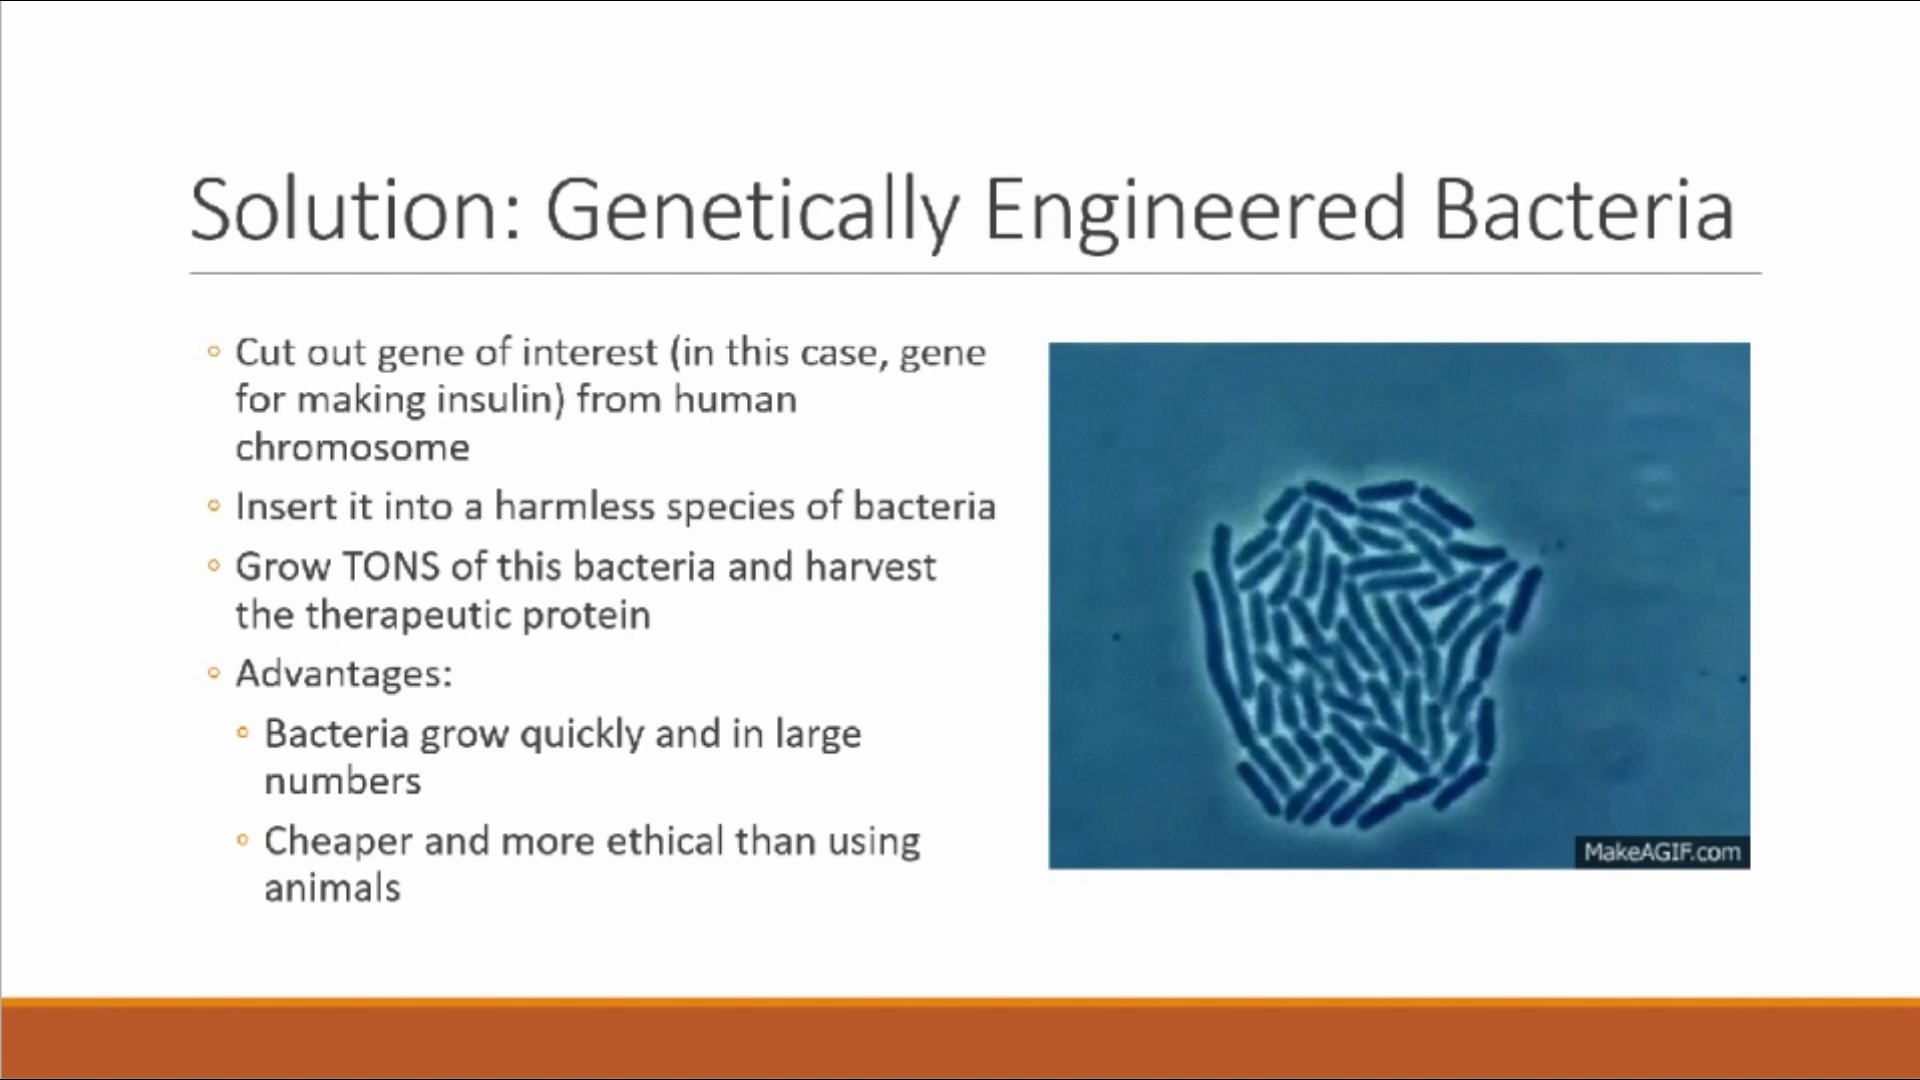 Solution: Genetically Engineered Bacteria
Cut out gene of interest (in this case, gene
for making insulin) from human
chromosome
Insert it into a harmless species of bacteria
Grow TONS of this bacteria and harvest
the therapeutic protein
Advantages:
Bacteria grow quickly and in large
numbers
Cheaper and more ethical than using
animals
MakeAGIF.com